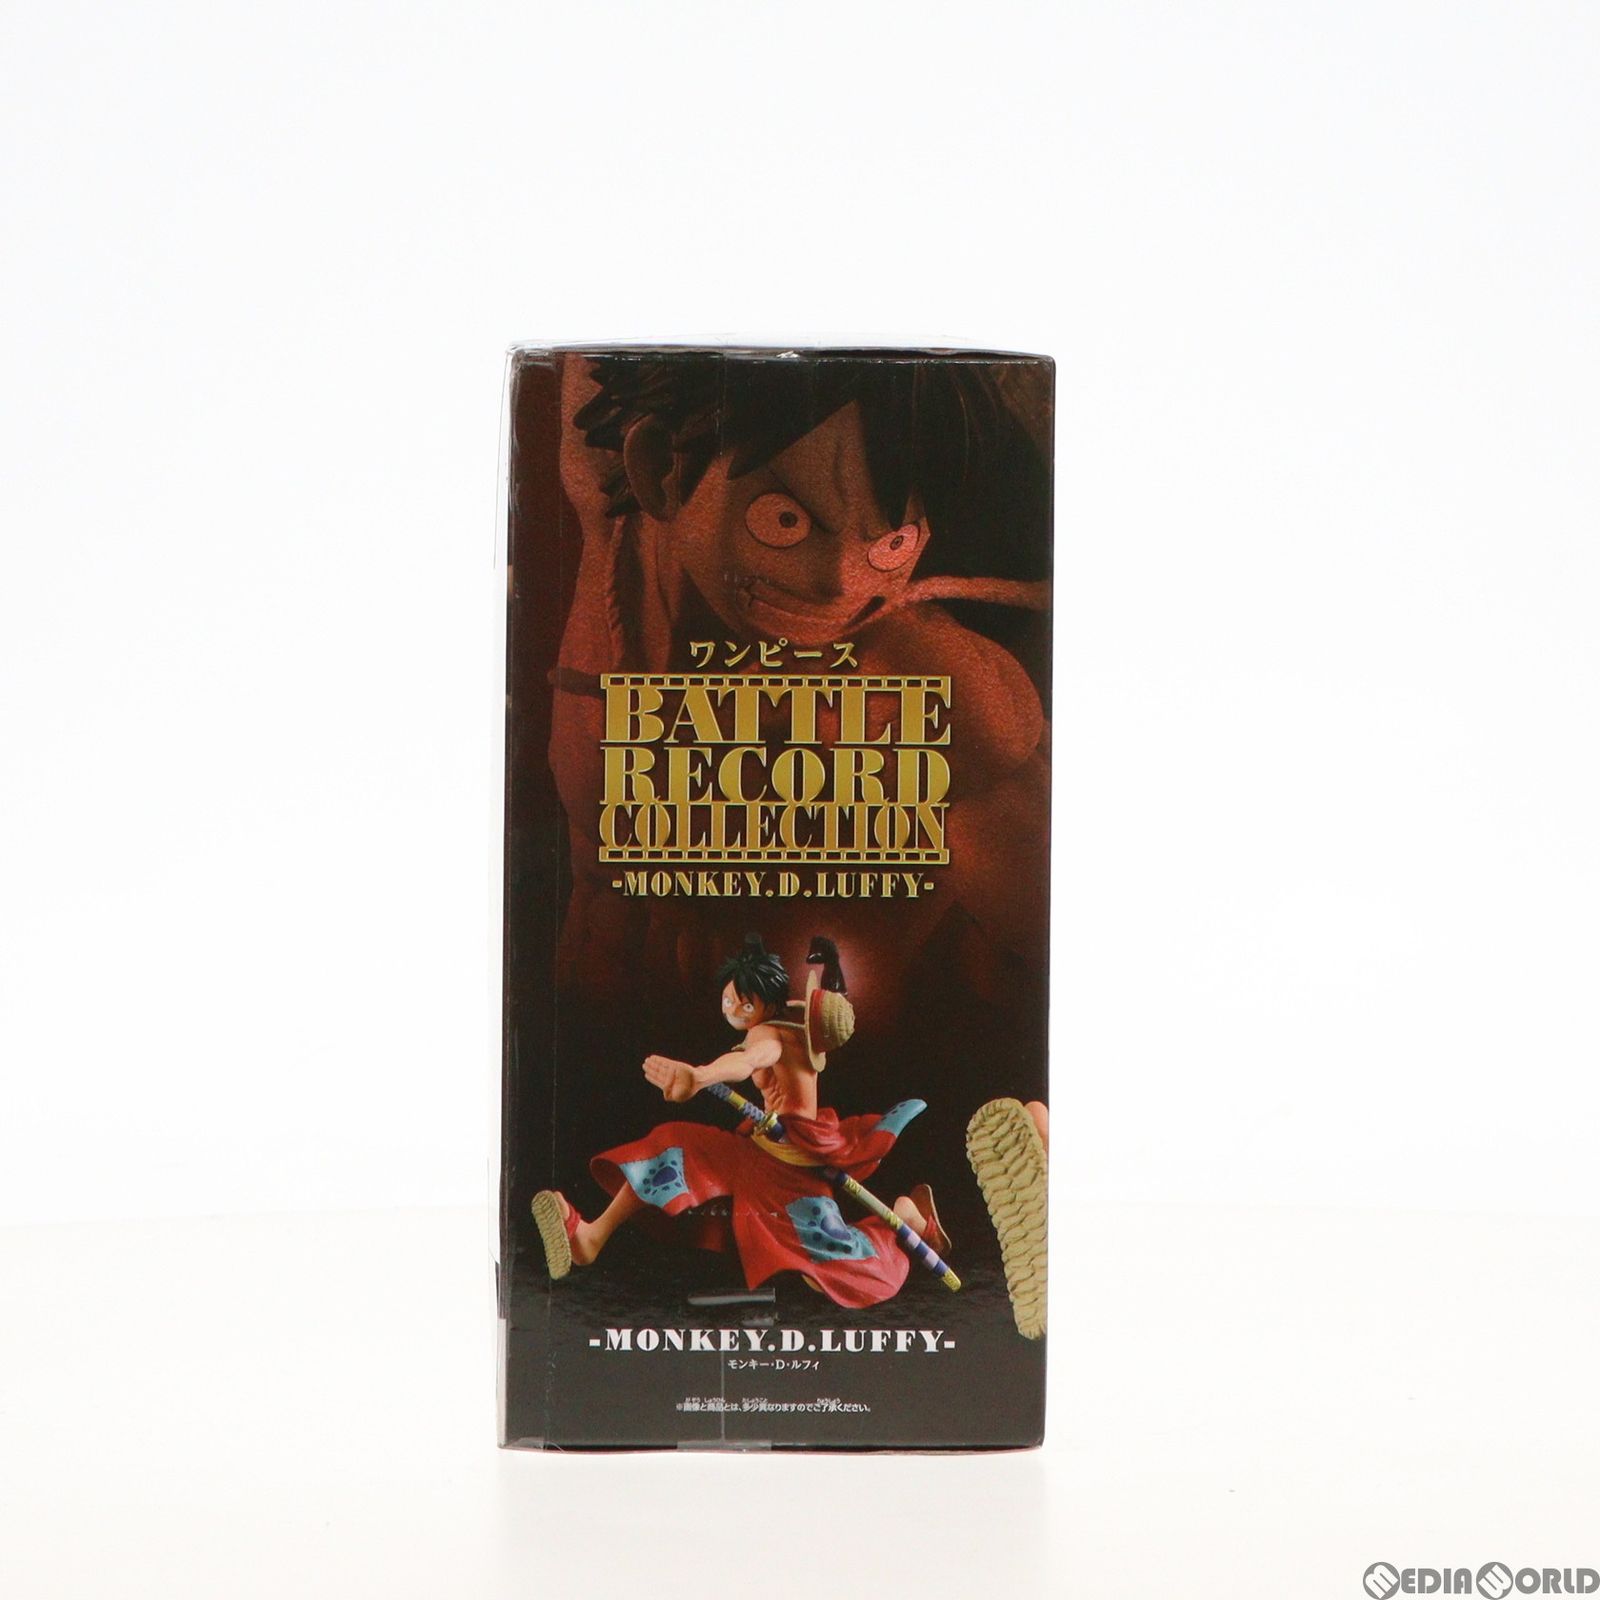 ワンピース
BATTLE
RECORD
COLLECTION
-MONKEY.D.LUFFY-
-MONKEY.D.LUFFY-
モンキー・D・ルフィ
※画像と商品とは、多少異なりますのでご了承ください。
MEDIAWORLD